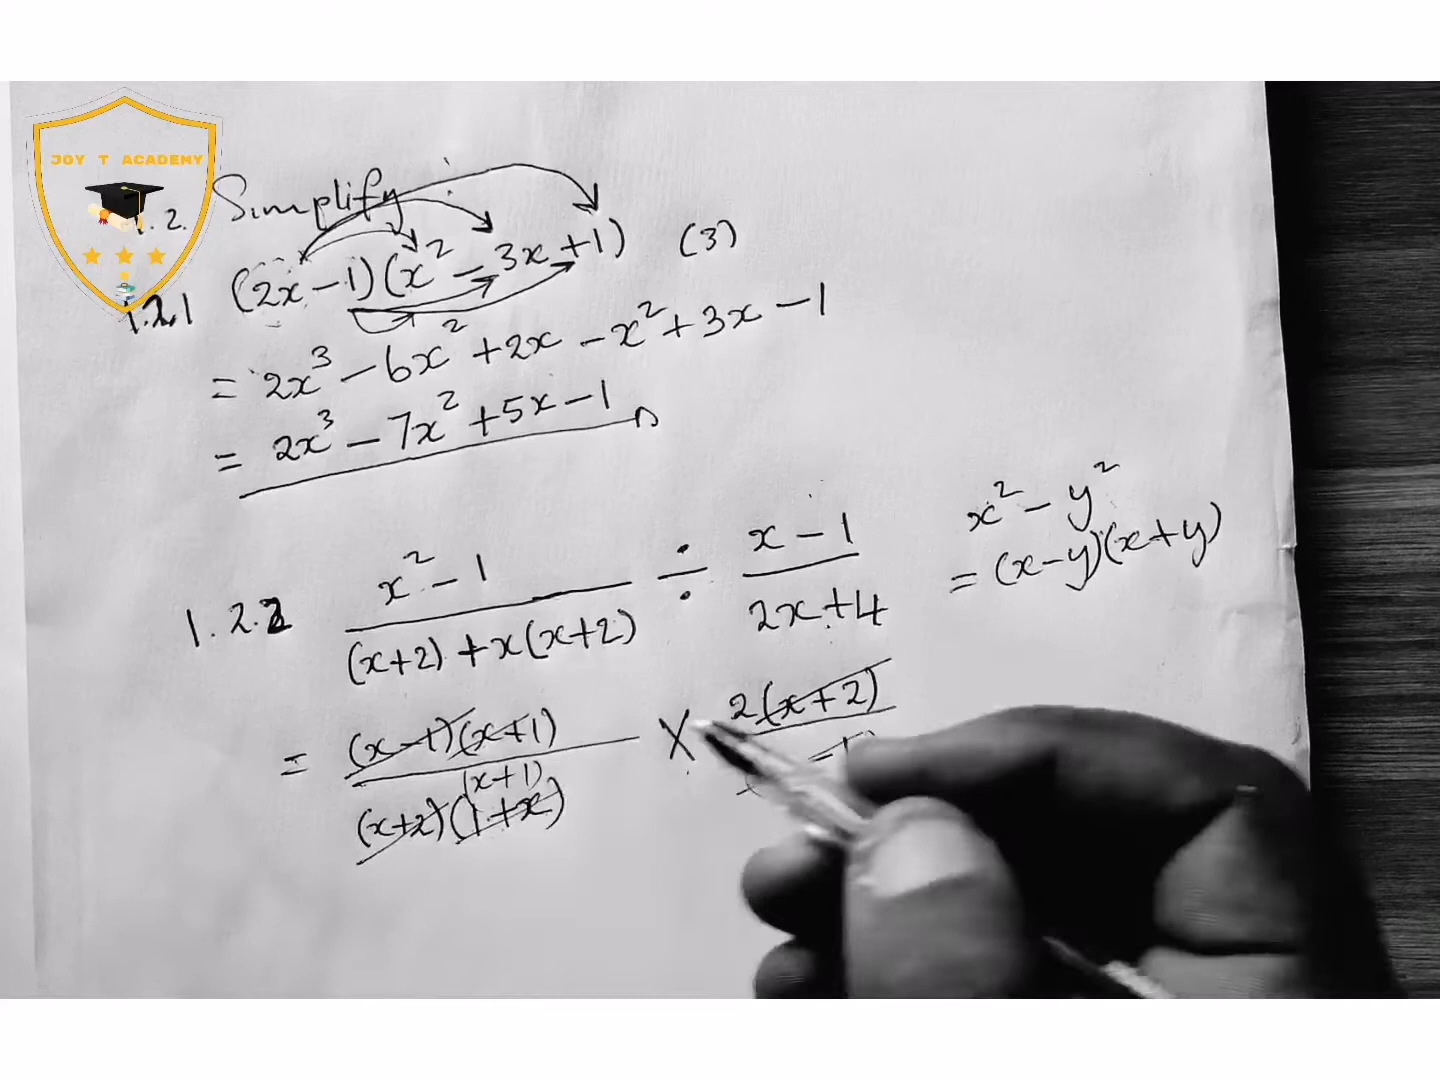 JOY T ACADEMY
1.2. Simplify :
1.2.1 (2x-1)(x² - 3x + 1) (3)
= 2x³ - 6x² + 2x - x² + 3x - 1
= 2x³ - 7x² + 5x - 1
x² - y²
= (x-y)(x+y)
1.2.2 x² - 1 ÷ x - 1
(x+2) + x(x+2) 2x + 4
= (x-1)(x+1) X 2(x+2)
(x+1)
(x+2)(1+x)